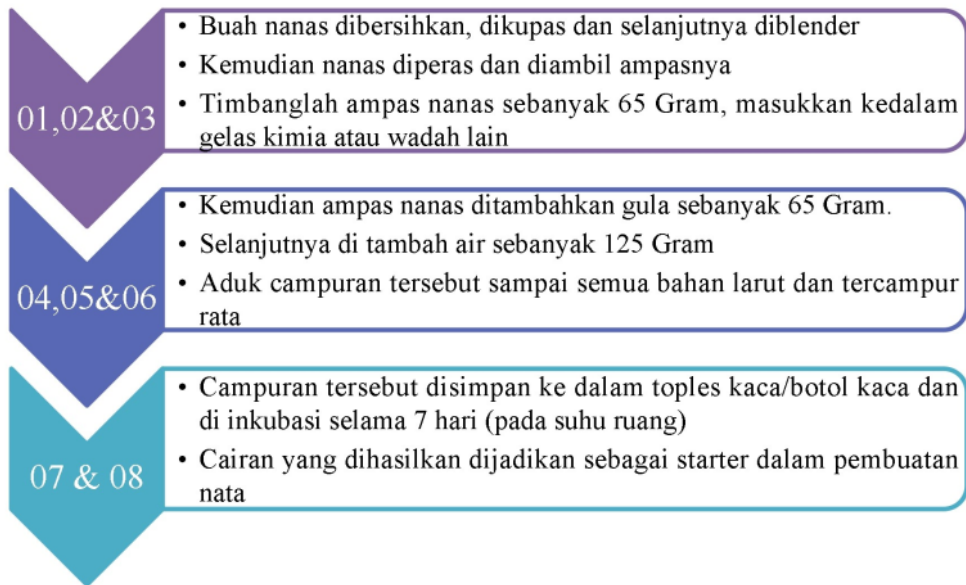 01,02&03
• Buah nanas dibersihkan, dikupas dan selanjutnya diblender
• Kemudian nanas diperas dan diambil ampasnya
• Timbanglah ampas nanas sebanyak 65 Gram, masukkan kedalam
gelas kimia atau wadah lain
04,05&06
• Kemudian ampas nanas ditambahkan gula sebanyak 65 Gram.
• Selanjutnya di tambah air sebanyak 125 Gram
• Aduk campuran tersebut sampai semua bahan larut dan tercampur
rata
07 & 08
• Campuran tersebut disimpan ke dalam toples kaca/botol kaca dan
di inkubasi selama 7 hari (pada suhu ruang)
• Cairan yang dihasilkan dijadikan sebagai starter dalam pembuatan
nata